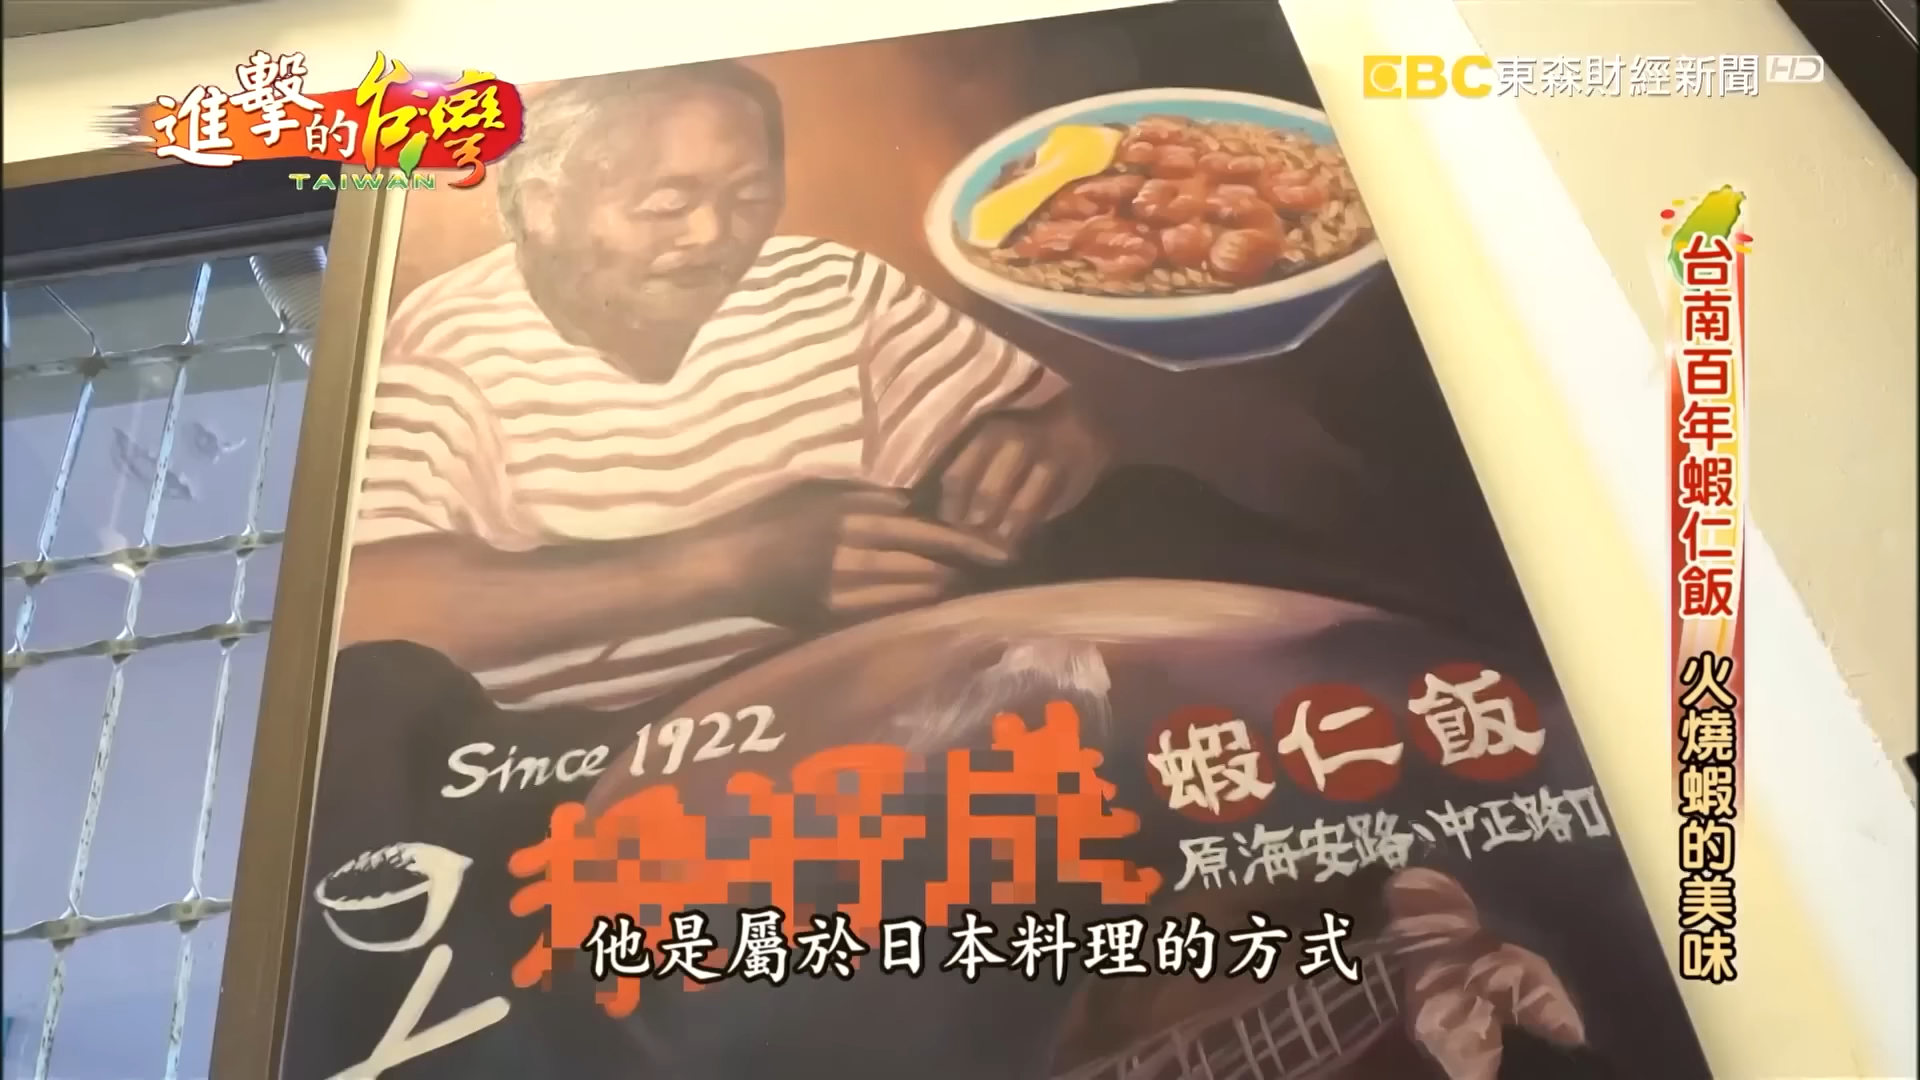 進擊的台灣
TAIWAN
EBC東森財經新聞HD
台南百年蝦仁飯 火燒蝦的美味
Since 1922
蝦仁飯
原海安路、中正路口
他是屬於日本料理的方式